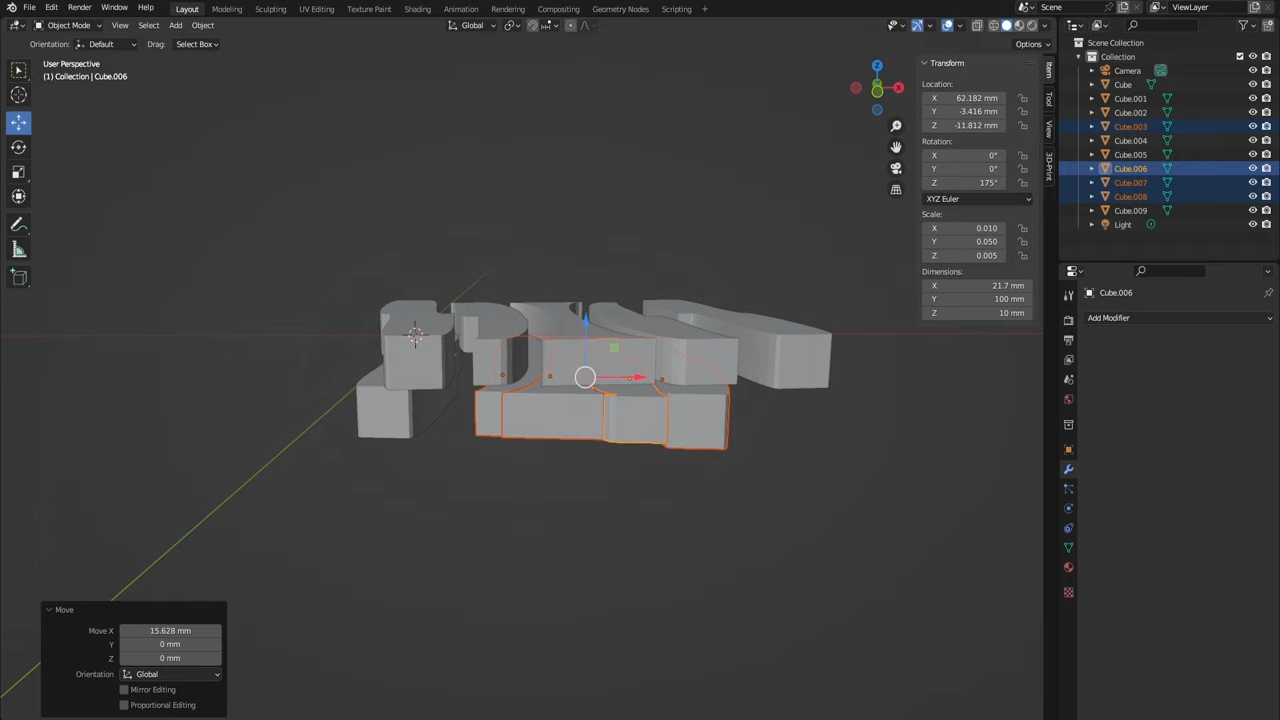 File Edit Render Window Help Layout Modeling Sculpting UV Editing Texture Paint Shading Animation Rendering Compositing Geometry Nodes Scripting + Scene ViewLayer
Object Mode View Select Add Object Global Options
Orientation: Default Drag: Select Box
User Perspective
(1) Collection | Cube.006
Z
X
Transform
Location:
X 62.182 mm
Y -3.416 mm
Z -11.812 mm
Rotation:
X 0°
Y 0°
Z 175°
XYZ Euler
Scale:
X 0.010
Y 0.050
Z 0.005
Dimensions:
X 21.7 mm
Y 100 mm
Z 10 mm
Item
Tool
View
3D-Print
Scene Collection
Collection
Camera
Cube
Cube.001
Cube.002
Cube.003
Cube.004
Cube.005
Cube.006
Cube.007
Cube.008
Cube.009
Light
Cube.006
Add Modifier
Move
Move X 15.628 mm
Y 0 mm
Z 0 mm
Orientation Global
Mirror Editing
Proportional Editing